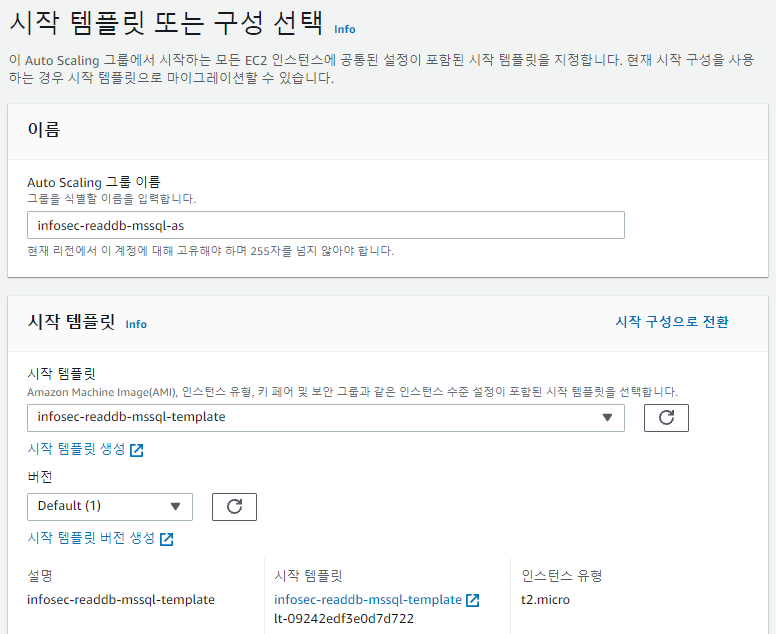 시작 템플릿 또는 구성 선택 Info
이 Auto Scaling 그룹에서 시작하는 모든 EC2 인스턴스에 공통된 설정이 포함된 시작 템플릿을 지정합니다. 현재 시작 구성을 사용
하는 경우 시작 템플릿으로 마이그레이션할 수 있습니다.
이름
Auto Scaling 그룹 이름
그룹을 식별할 이름을 입력합니다.
infosec-readdb-mssql-as
현재 리전에서 이 계정에 대해 고유해야 하며 255자를 넘지 않아야 합니다.
시작 템플릿 Info 시작 구성으로 전환
시작 템플릿
Amazon Machine Image(AMI), 인스턴스 유형, 키 페어 및 보안 그룹과 같은 인스턴스 수준 설정이 포함된 시작 템플릿을 선택합니다.
infosec-readdb-mssql-template
시작 템플릿 생성
버전
Default (1)
시작 템플릿 버전 생성
설명 시작 템플릿 인스턴스 유형
infosec-readdb-mssql-template infosec-readdb-mssql-template t2.micro
lt-09242edf3e0d7d722